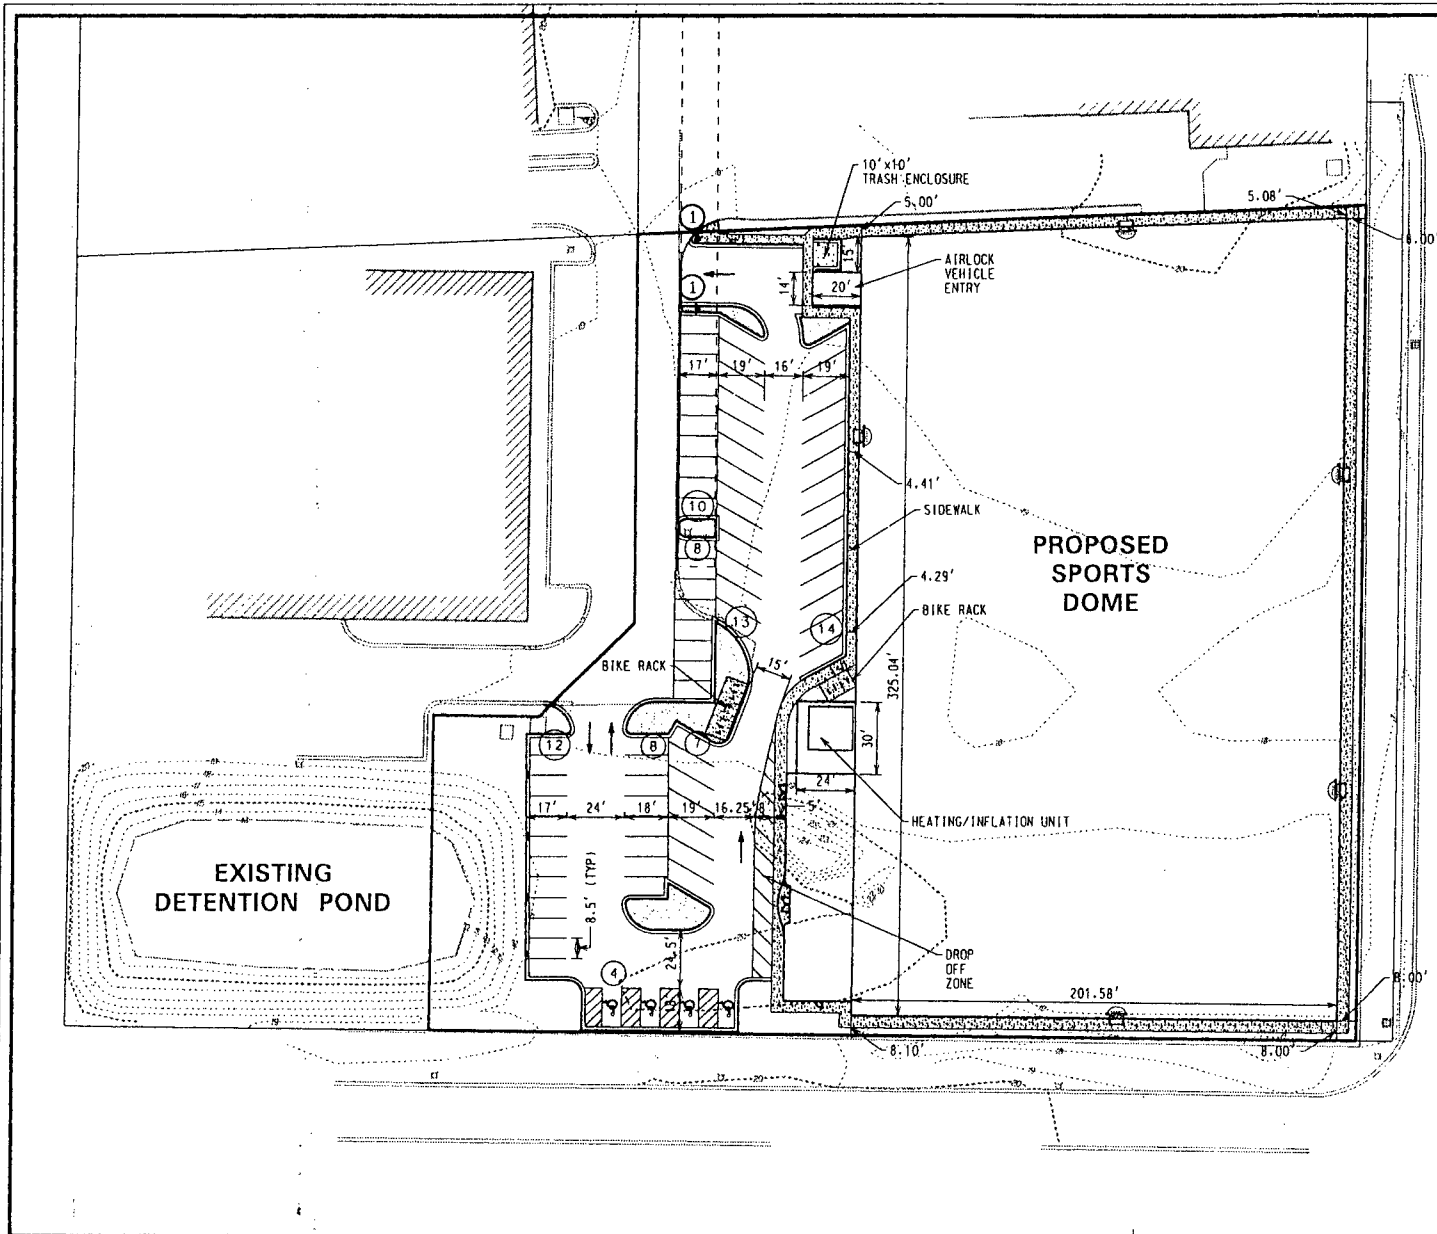 10'x10'
TRASH ENCLOSURE
5.00'
5.08'
8.00'
1
15'
AIRLOCK
VEHICLE
ENTRY
1
14'
20'
17'
19'
16'
19'
4.41'
10
SIDEWALK
8
PROPOSED
SPORTS
DOME
4.29'
BIKE RACK
13
14
BIKE RACK
15'
325.04'
12
8
7
30'
24'
17'
24'
18'
19'
16.25'
8'
5'
HEATING/INFLATION UNIT
EXISTING
DETENTION POND
8.5' (TYP)
24.5'
DROP
OFF
ZONE
4
18'
201.58'
8.00'
8.10'
8.00'